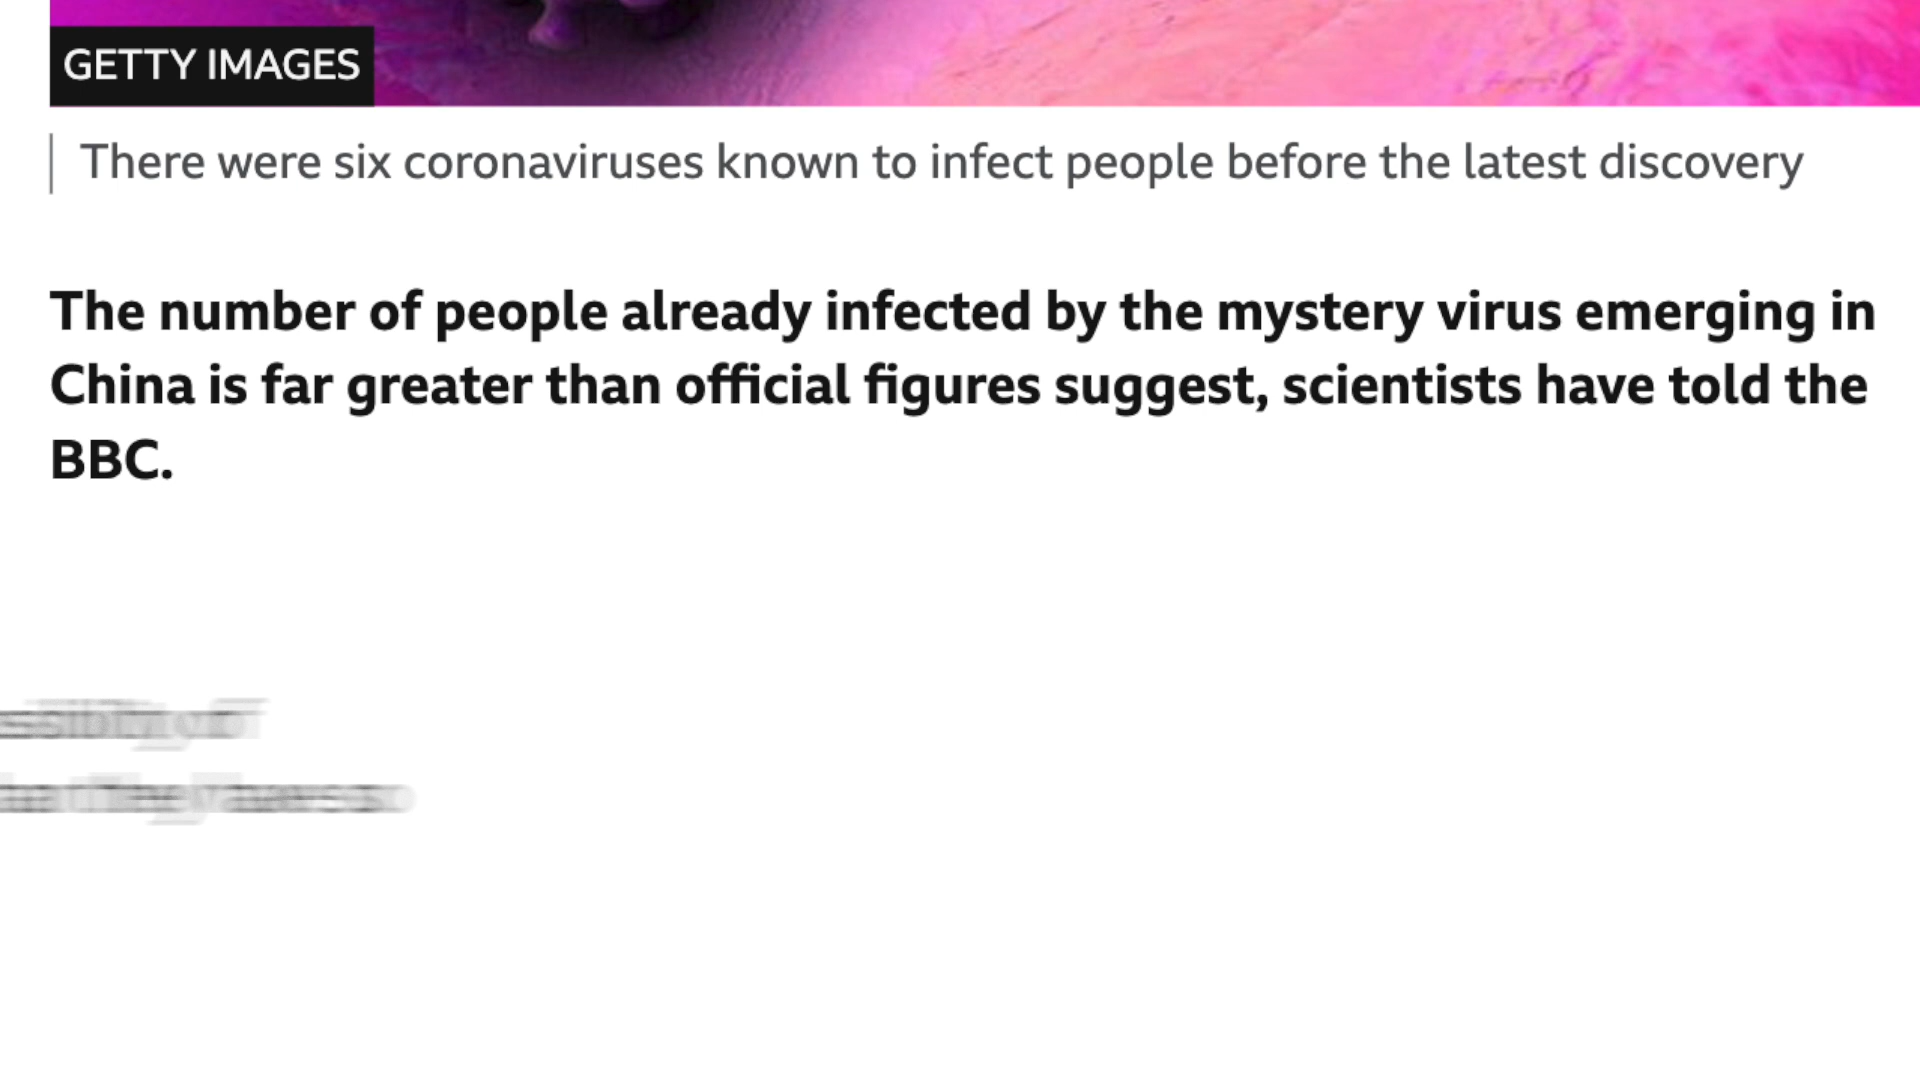 GETTY IMAGES
There were six coronaviruses known to infect people before the latest discovery
The number of people already infected by the mystery virus emerging in
China is far greater than official figures suggest, scientists have told the
BBC.